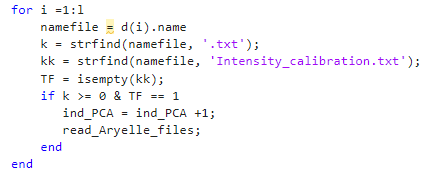 for i =1:l
namefile = d(i).name
k = strfind(namefile, '.txt');
kk = strfind(namefile, 'Intensity_calibration.txt');
TF = isempty(kk);
if k >= 0 & TF == 1
ind_PCA = ind_PCA +1;
read_Aryelle_files;
end
end